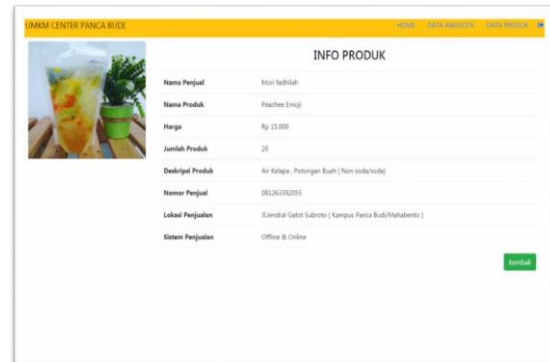 UMKM CENTER PANCA BUDI HOME DATA ANGGOTA DATA PRODUK
INFO PRODUK
Nama Penjual Mori fadhilah
Nama Produk Peachee Emoji
Harga Rp 15.000
Jumlah Produk 20
Deskripsi Produk Air Kelapa , Potongan Buah ( Non soda/soda)
Nomor Penjual 081263392055
Lokasi Penjualan Jl.Jendral Gatot Subroto ( Kampus Panca Budi/Mahabento )
Sistem Penjualan Offline & Online
Kembali